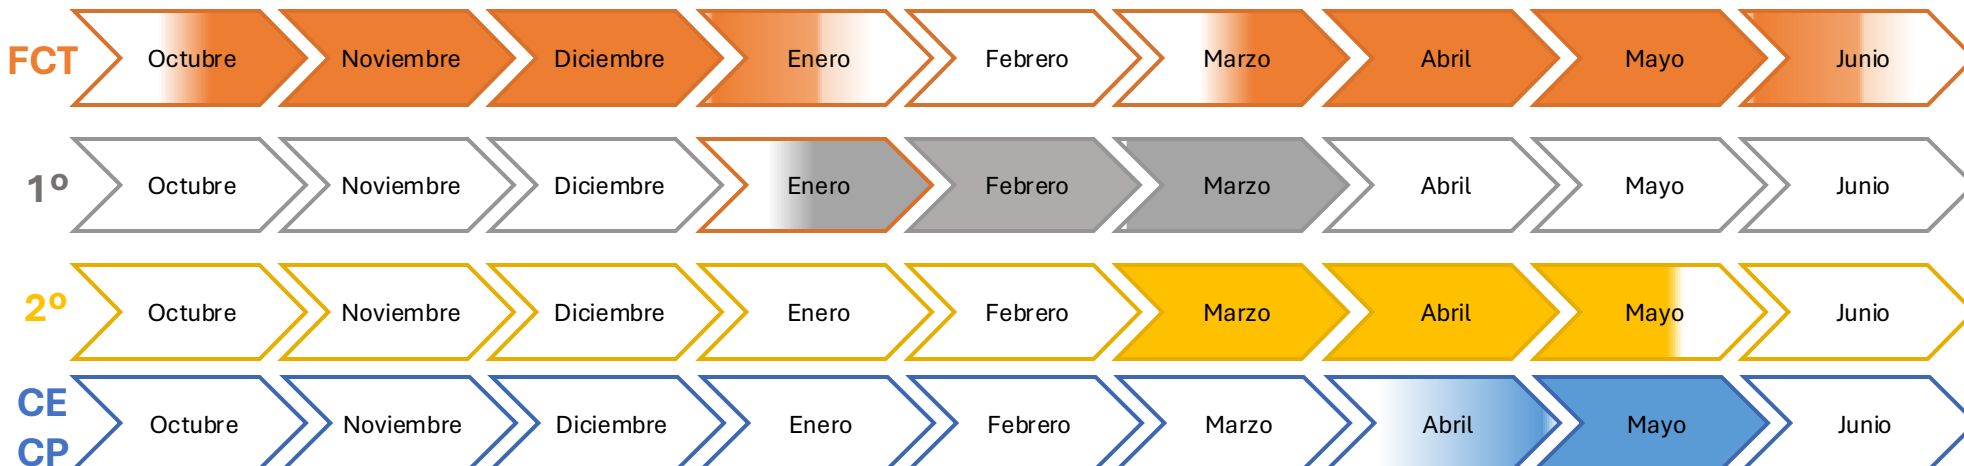 FCT Octubre Noviembre Diciembre Enero Febrero Marzo Abril Mayo Junio
1º Octubre Noviembre Diciembre Enero Febrero Marzo Abril Mayo Junio
2º Octubre Noviembre Diciembre Enero Febrero Marzo Abril Mayo Junio
CE
CP
Octubre Noviembre Diciembre Enero Febrero Marzo Abril Mayo Junio